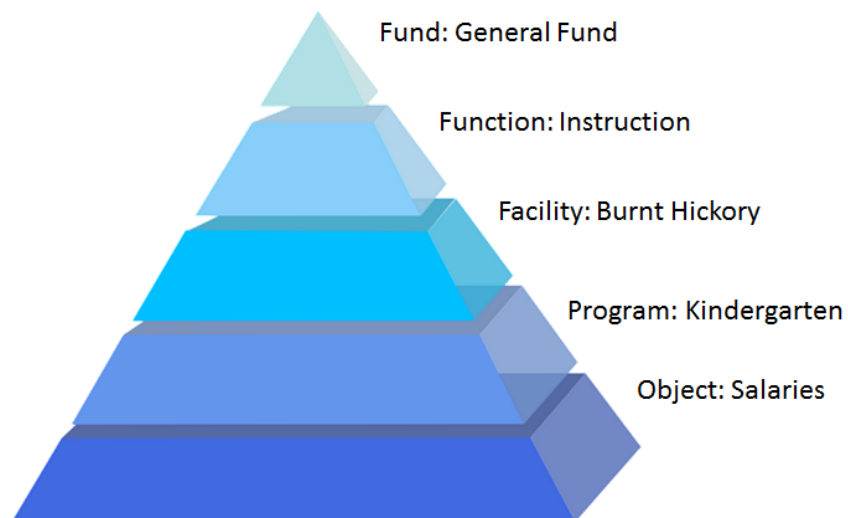 Fund: General Fund
Function: Instruction
Facility: Burnt Hickory
Program: Kindergarten
Object: Salaries